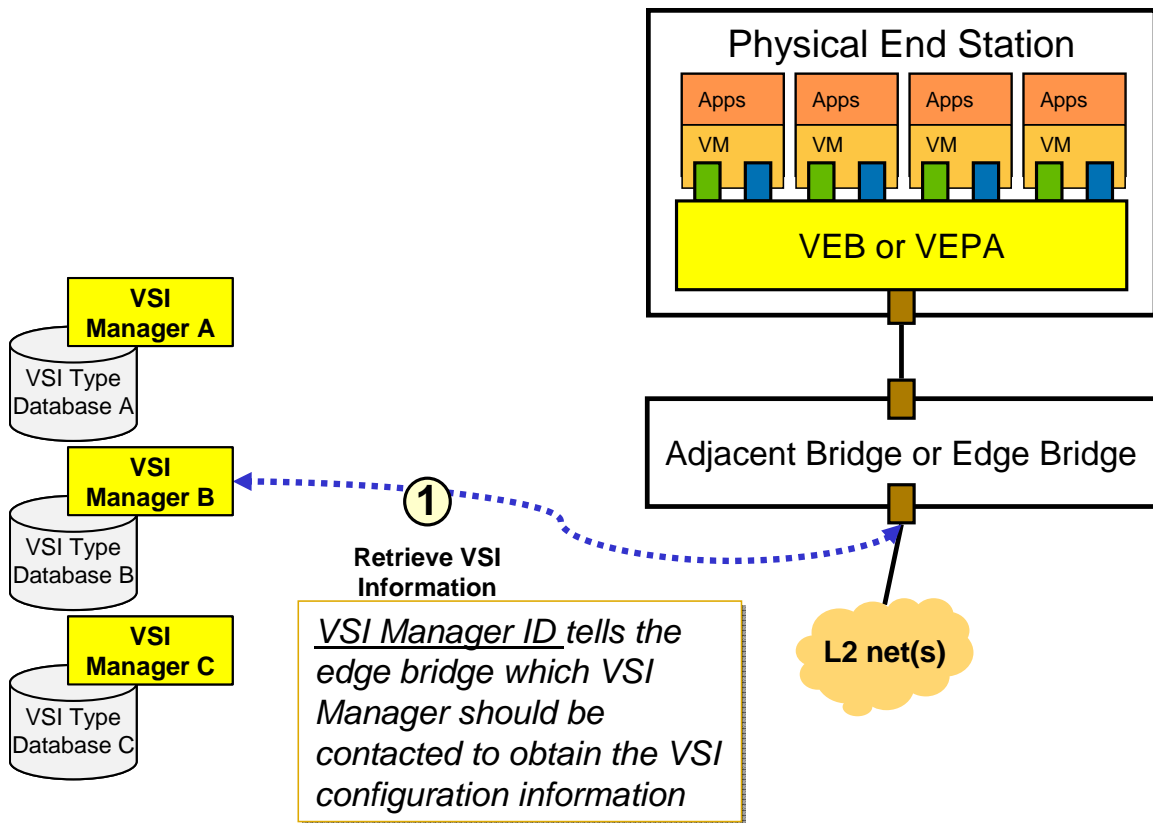 Physical End Station
Apps
Apps
Apps
Apps
VM
VM
VM
VM
VEB or VEPA
VSI
Manager A
VSI Type
Database A
Adjacent Bridge or Edge Bridge
VSI
Manager B
VSI Type
Database B
1
Retrieve VSI
Information
VSI Manager ID tells the
edge bridge which VSI
Manager should be
contacted to obtain the VSI
configuration information
L2 net(s)
VSI
Manager C
VSI Type
Database C